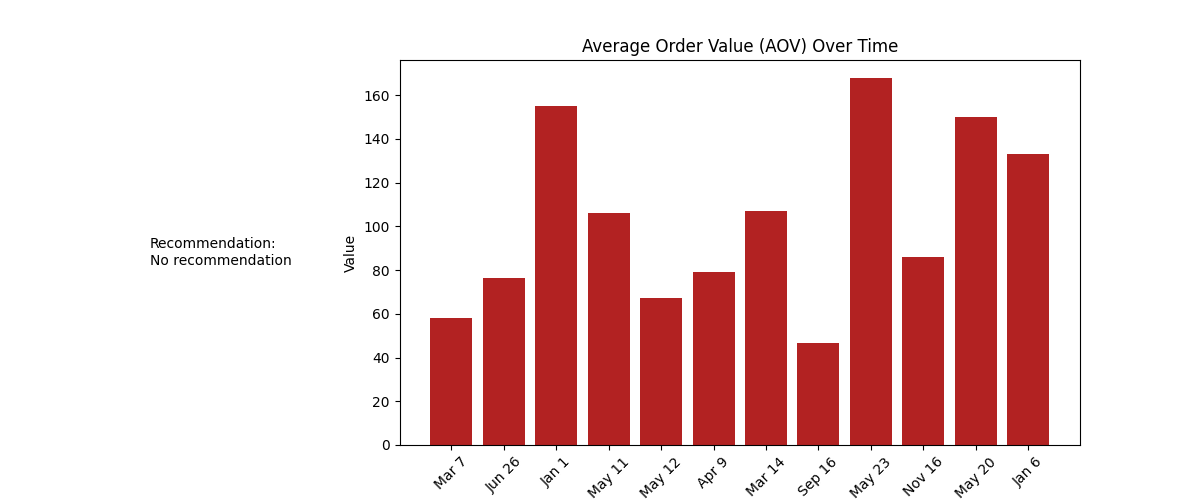 Average Order Value (AOV) Over Time
Recommendation:
No recommendation
Value
160
140
120
100
80
60
40
20
0
Mar 7
Jun 26
Jan 1
May 11
May 12
Apr 9
Mar 14
Sep 16
May 23
Nov 16
May 20
Jan 6